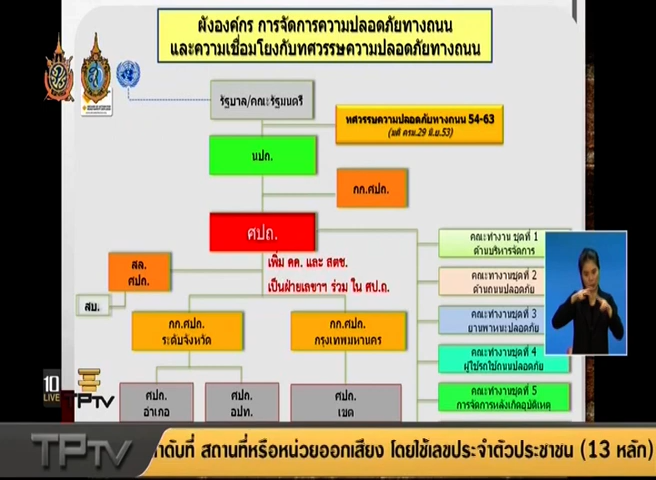 ผังองค์กร การจัดการความปลอดภัยทางถนน
และความเชื่อมโยงกับทศวรรษความปลอดภัยทางถนน
รัฐบาล/คณะรัฐมนตรี
ทศวรรษความปลอดภัยทางถนน 54-63
(มติ ครม.29 มิ.ย.53)
นปถ.
กก.ศปถ.
ศปถ.
คณะทำงาน ชุดที่ 1
ด้านบริหารจัดการ
เพิ่ม คค. และ สตช.
เป็นฝ่ายเลขาฯ ร่วม ใน ศป.ถ.
สล.
ศปถ.
คณะทำงานชุดที่ 2
ด้านถนนปลอดภัย
สบ.
คณะทำงานชุดที่ 3
ยานพาหนะปลอดภัย
กก.ศปถ.
ระดับจังหวัด
กก.ศปถ.
กรุงเทพมหานคร
คณะทำงานชุดที่ 4
ผู้ใช้รถใช้ถนนปลอดภัย
ศปถ.
อำเภอ
ศปถ.
อปท.
ศปถ.
เขต
คณะทำงานชุดที่ 5
การจัดการหลังเกิดอุบัติเหตุ
10
LIVE
TPTV
TPTV
ำดับที่ สถานที่หรือหน่วยออกเสียง โดยใช้เลขประจำตัวประชาชน (13 หลัก)